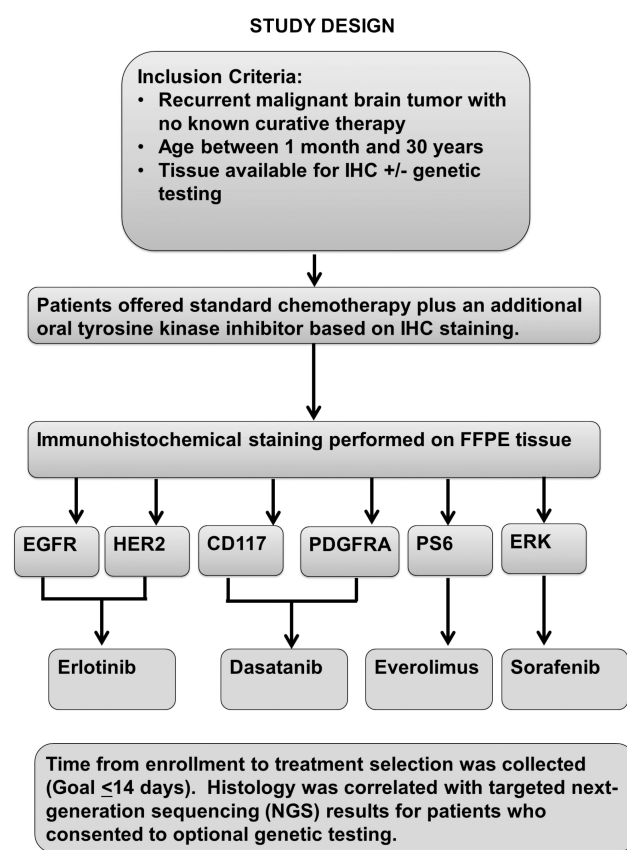 STUDY DESIGN
Inclusion Criteria:
• Recurrent malignant brain tumor with
no known curative therapy
• Age between 1 month and 30 years
• Tissue available for IHC +/- genetic
testing
Patients offered standard chemotherapy plus an additional
oral tyrosine kinase inhibitor based on IHC staining.
Immunohistochemical staining performed on FFPE tissue
EGFR HER2 CD117 PDGFRA PS6 ERK
Erlotinib Dasatanib Everolimus Sorafenib
Time from enrollment to treatment selection was collected
(Goal ≤14 days). Histology was correlated with targeted next-
generation sequencing (NGS) results for patients who
consented to optional genetic testing.